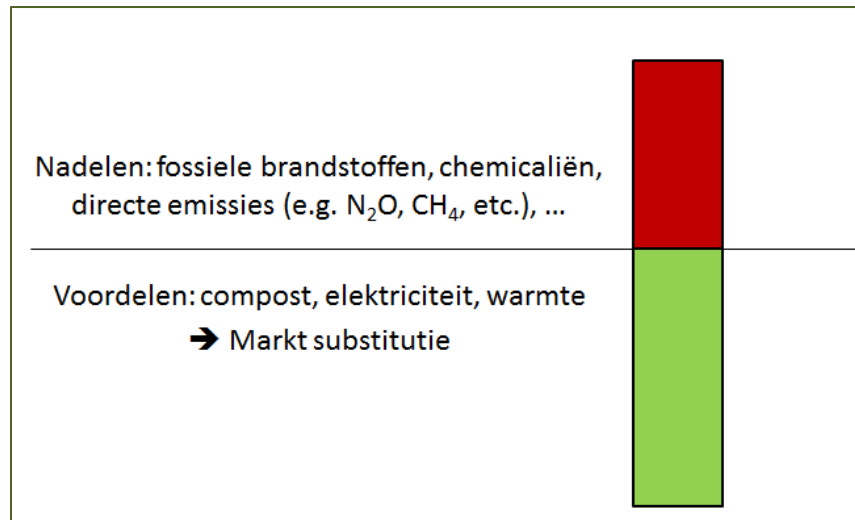 Nadelen: fossiele brandstoffen, chemicaliën,
directe emissies (e.g. N₂O, CH₄, etc.), ...
Voordelen: compost, elektriciteit, warmte
➔ Markt substitutie